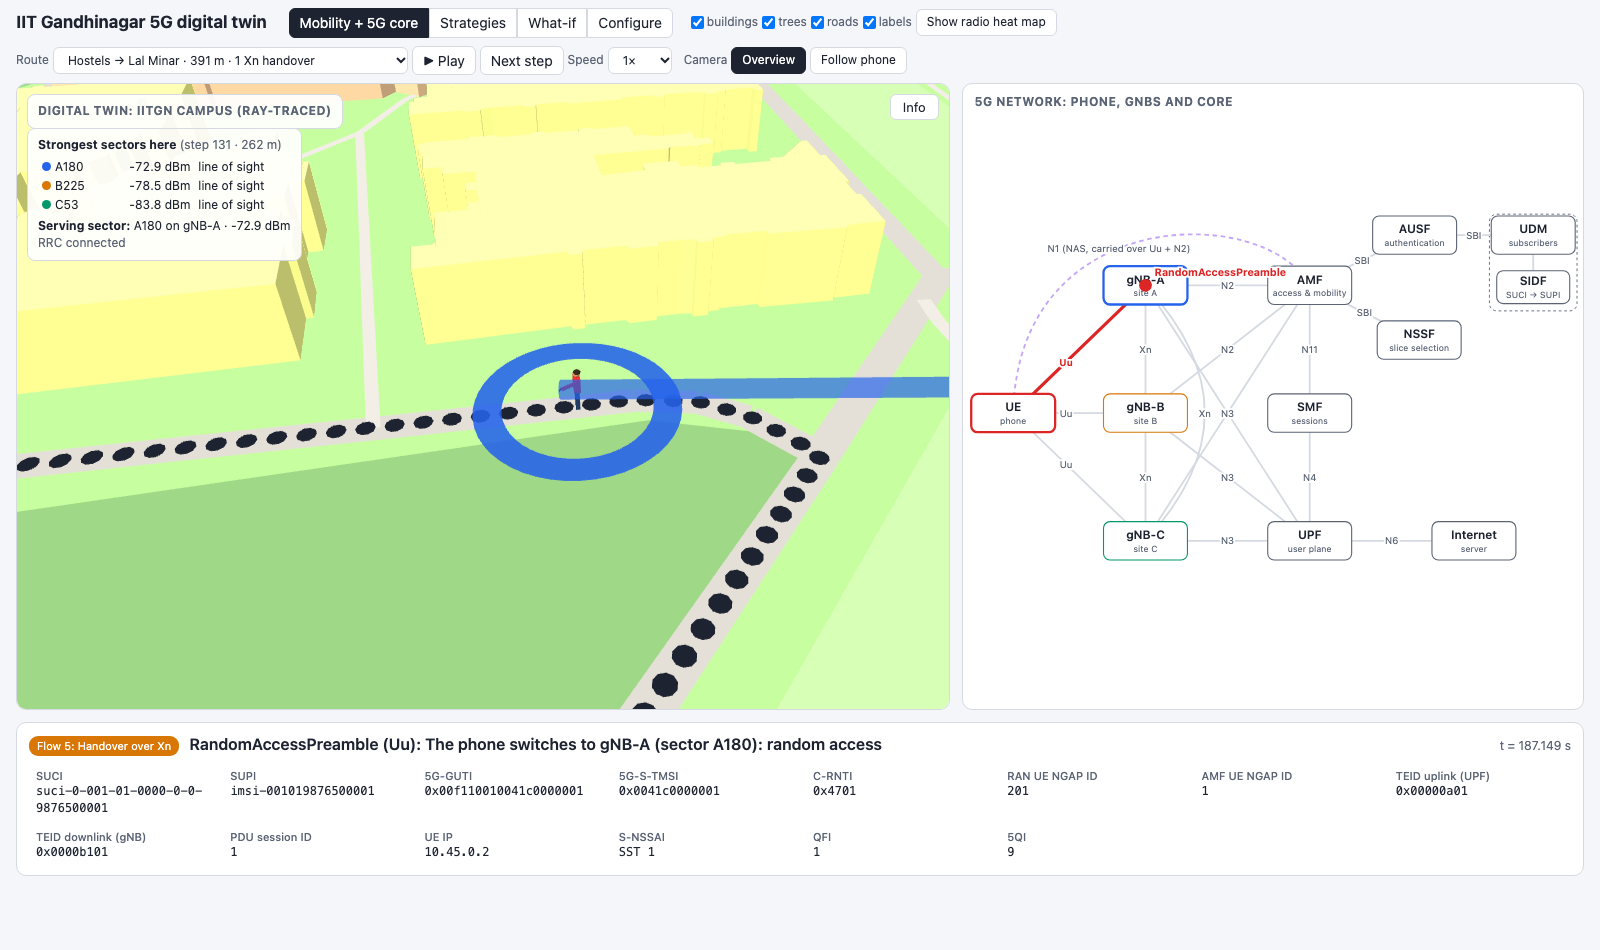 IIT Gandhinagar 5G digital twin
Mobility + 5G core
Strategies
What-if
Configure
buildings
trees
roads
labels
Show radio heat map
Route
Hostels → Lal Minar · 391 m · 1 Xn handover
▶ Play
Next step
Speed
1×
Camera
Overview
Follow phone
DIGITAL TWIN: IITGN CAMPUS (RAY-TRACED)
Info
Strongest sectors here (step 131 · 262 m)
A180 -72.9 dBm line of sight
B225 -78.5 dBm line of sight
C53 -83.8 dBm line of sight
Serving sector: A180 on gNB-A · -72.9 dBm
RRC connected
5G NETWORK: PHONE, GNBS AND CORE
AUSF
authentication
SBI
UDM
subscribers
N1 (NAS, carried over Uu + N2)
SBI
RandomAccessPreamble
gNB-A
site A
N2
AMF
access & mobility
SIDF
SUCI → SUPI
SBI
NSSF
slice selection
Xn
N2
N11
Uu
UE
phone
Uu
gNB-B
site B
Xn
N3
SMF
sessions
Uu
Xn
N3
N4
gNB-C
site C
N3
UPF
user plane
N6
Internet
server
Flow 5: Handover over Xn
RandomAccessPreamble (Uu): The phone switches to gNB-A (sector A180): random access
t = 187.149 s
SUCI
suci-0-001-01-0000-0-0-
9876500001
SUPI
imsi-001019876500001
5G-GUTI
0x00f110010041c0000001
5G-S-TMSI
0x0041c0000001
C-RNTI
0x4701
RAN UE NGAP ID
201
AMF UE NGAP ID
1
TEID uplink (UPF)
0x00000a01
TEID downlink (gNB)
0x0000b101
PDU session ID
1
UE IP
10.45.0.2
S-NSSAI
SST 1
QFI
1
5QI
9